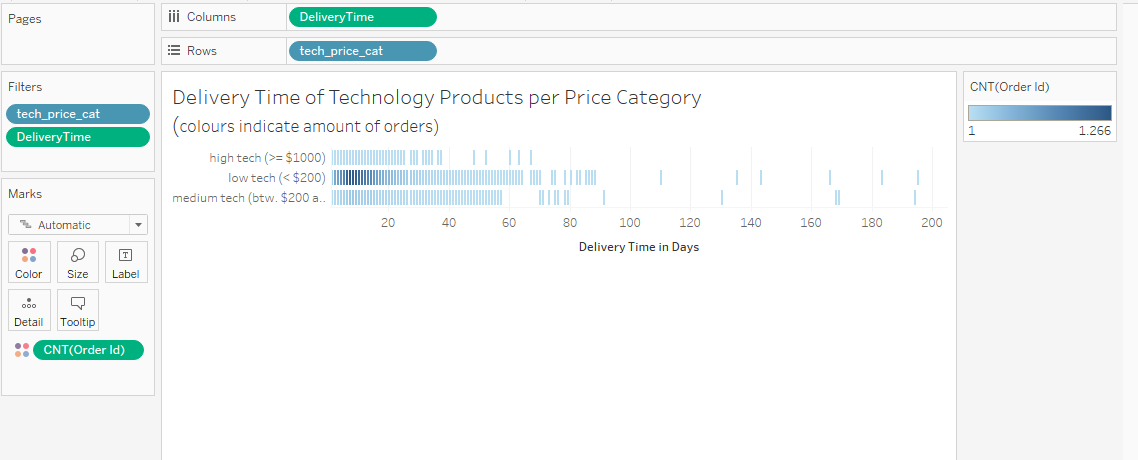 Pages
Columns
DeliveryTime
Rows
tech_price_cat
Filters
tech_price_cat
DeliveryTime
Marks
Automatic
Color
Size
Label
Detail
Tooltip
CNT(Order Id)
Delivery Time of Technology Products per Price Category
(colours indicate amount of orders)
high tech (>= $1000)
low tech (< $200)
medium tech (btw. $200 a..
20 40 60 80 100 120 140 160 180 200
Delivery Time in Days
CNT(Order Id)
1 1.266